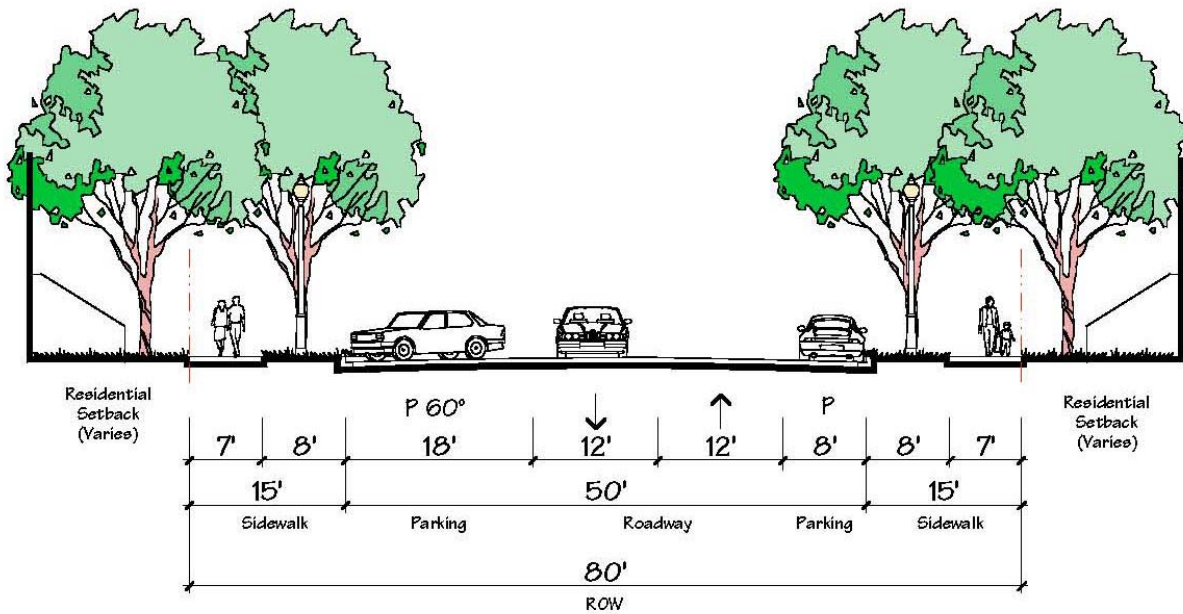 P 60° P
Residential
Setback
(Varies)
Residential
Setback
(Varies)
7' 8' 18' 12' 12' 8' 8' 7'
15' 50' 15'
Sidewalk Parking Roadway Parking Sidewalk
80'
ROW